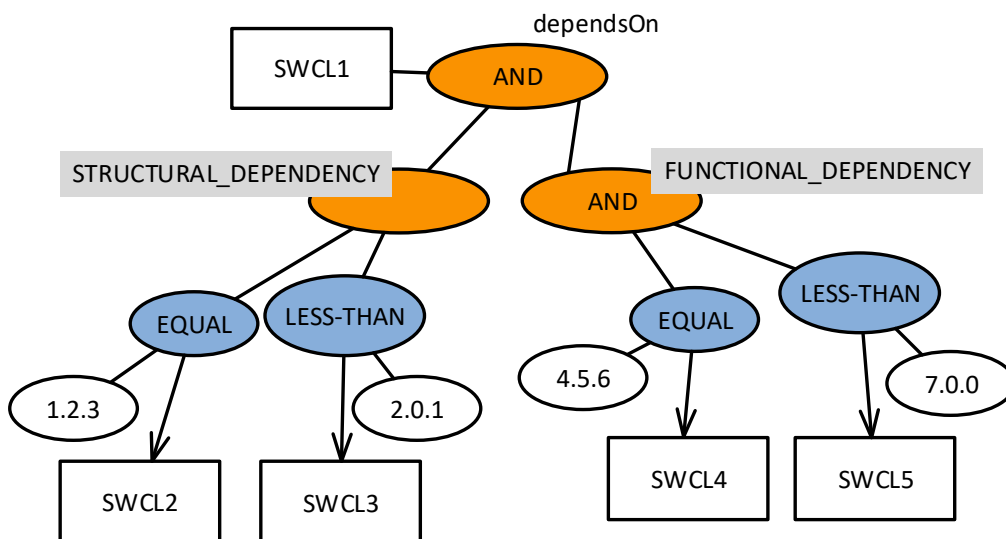 dependsOn
SWCL1
AND
STRUCTURAL_DEPENDENCY
FUNCTIONAL_DEPENDENCY
AND
EQUAL
LESS-THAN
EQUAL
LESS-THAN
1.2.3
2.0.1
4.5.6
7.0.0
SWCL2
SWCL3
SWCL4
SWCL5